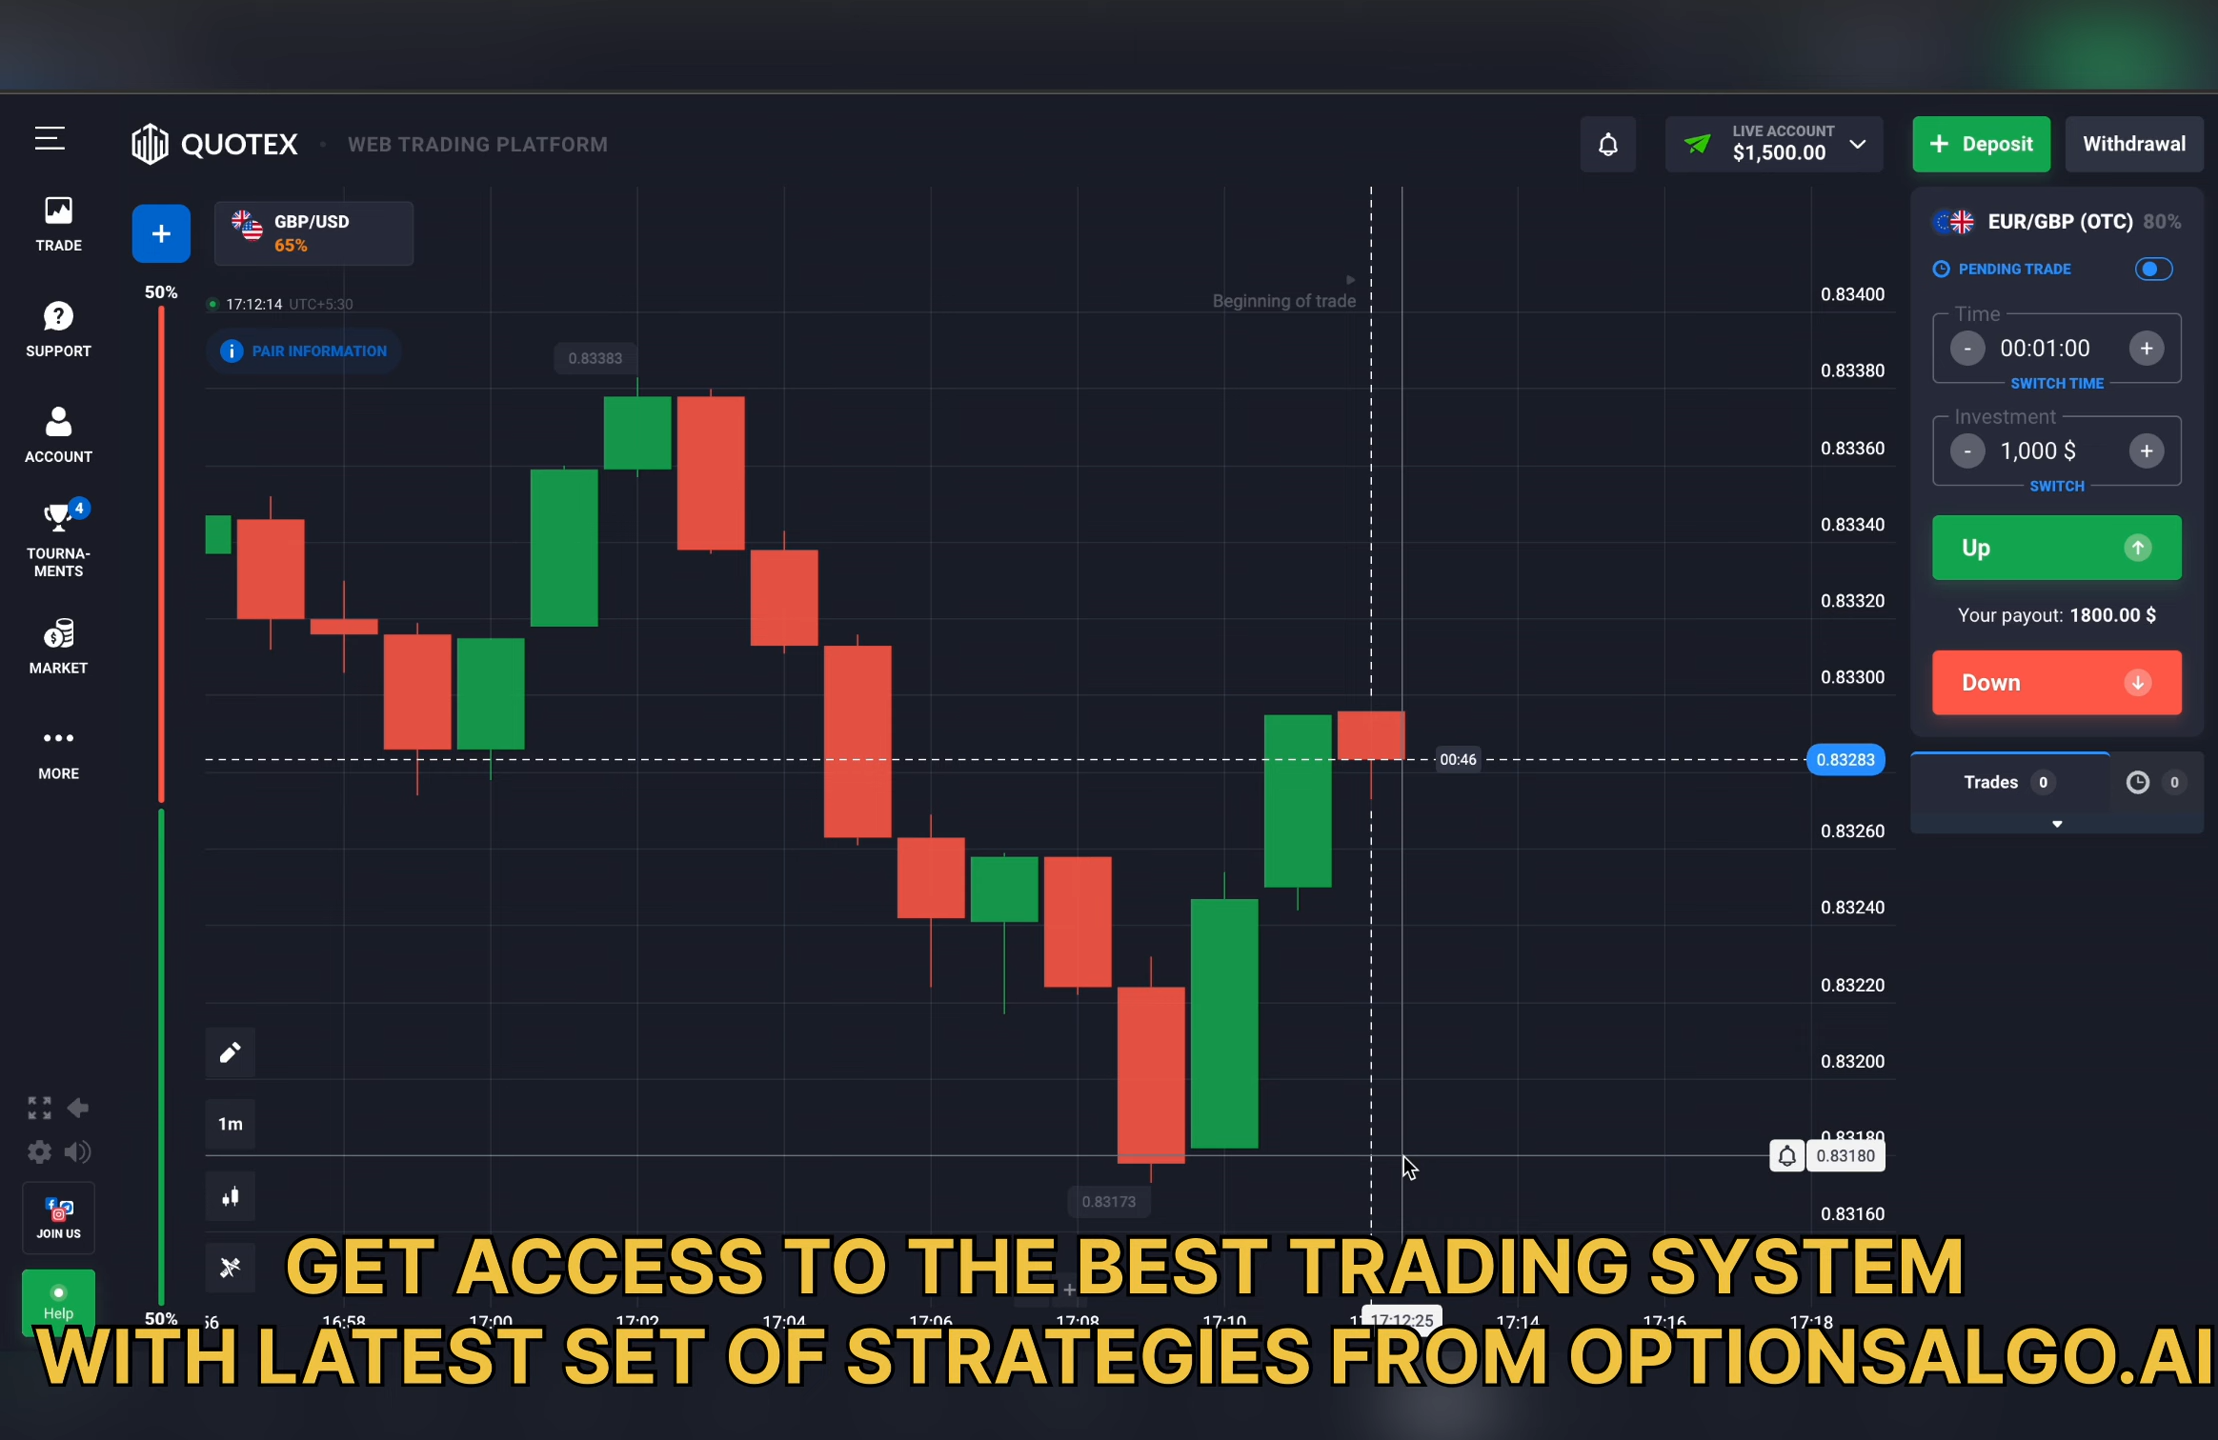 QUOTEX
WEB TRADING PLATFORM
LIVE ACCOUNT
$1,500.00
+ Deposit
Withdrawal
TRADE
SUPPORT
ACCOUNT
4
TOURNA-
MENTS
MARKET
MORE
JOIN US
Help
+
GBP/USD
65%
50%
17:12:14 UTC+5:30
PAIR INFORMATION
Beginning of trade
0.83383
0.83173
00:46
1m
50%
0.83400
0.83380
0.83360
0.83340
0.83320
0.83300
0.83283
0.83260
0.83240
0.83220
0.83200
0.83180
0.83180
0.83160
EUR/GBP (OTC) 80%
PENDING TRADE
Time
- 00:01:00 +
SWITCH TIME
Investment
- 1,000 $ +
SWITCH
Up
Your payout: 1800.00 $
Down
Trades 0
0
16:58
17:00
17:02
17:04
17:06
17:08
17:10
17:12:25
17:14
17:16
17:18
GET ACCESS TO THE BEST TRADING SYSTEM
WITH LATEST SET OF STRATEGIES FROM OPTIONSALGO.AI